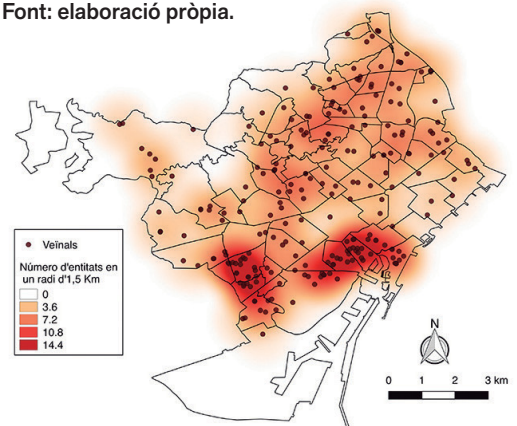 Font: elaboració pròpia.
Veïnals
Número d'entitats en
un radi d'1,5 Km
0
3.6
7.2
10.8
14.4
N
0 1 2 3 km